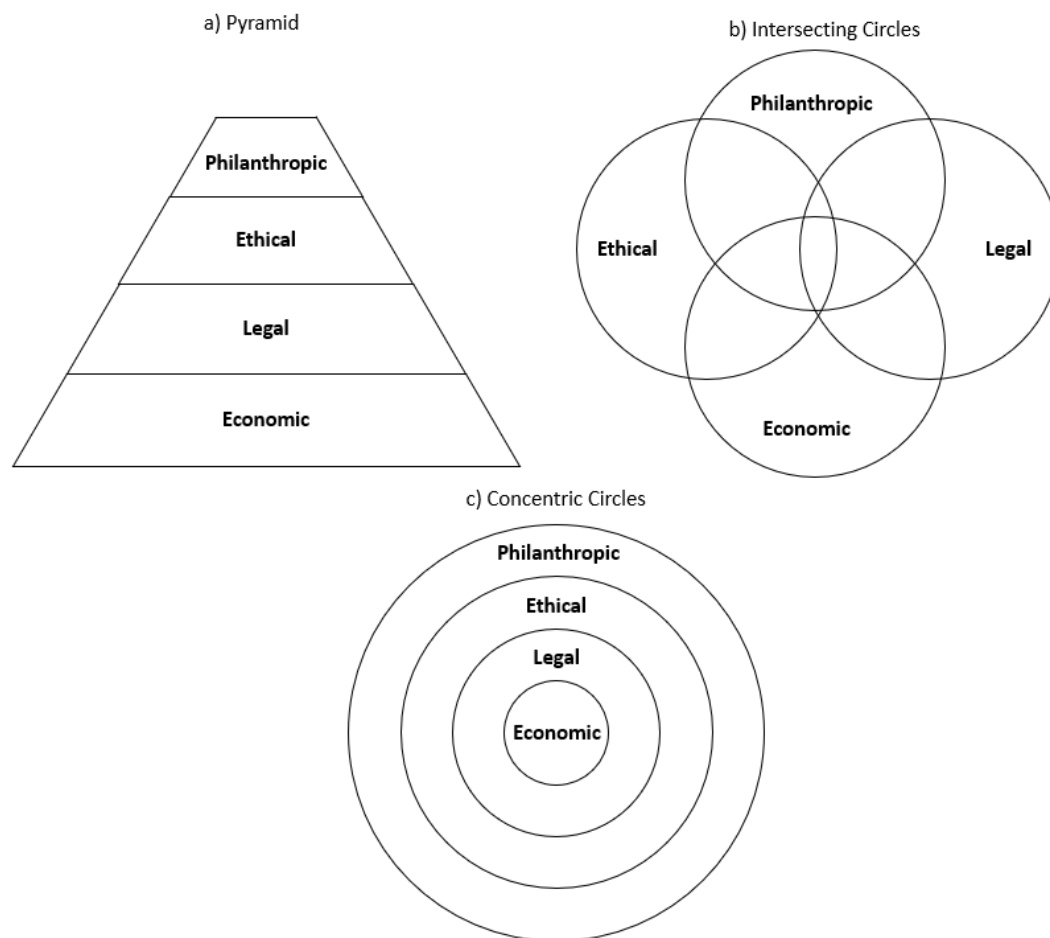 a) Pyramid
Philanthropic
Ethical
Legal
Economic
b) Intersecting Circles
Philanthropic
Ethical
Legal
Economic
c) Concentric Circles
Philanthropic
Ethical
Legal
Economic